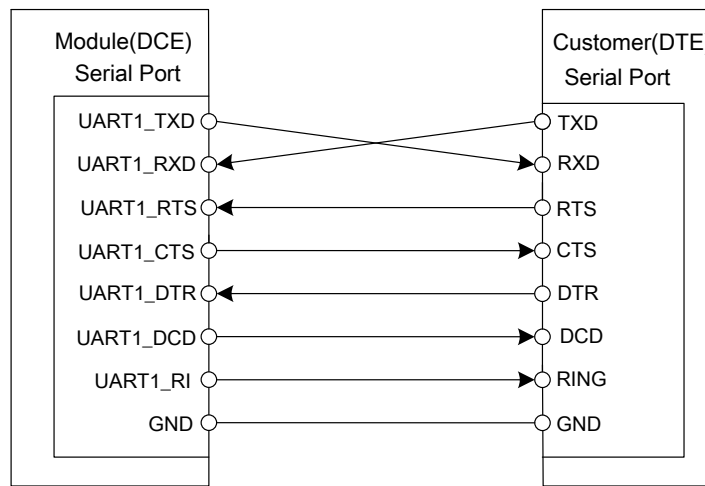 Module(DCE)
Serial Port
UART1_TXD
UART1_RXD
UART1_RTS
UART1_CTS
UART1_DTR
UART1_DCD
UART1_RI
GND
Customer(DTE
Serial Port
TXD
RXD
RTS
CTS
DTR
DCD
RING
GND